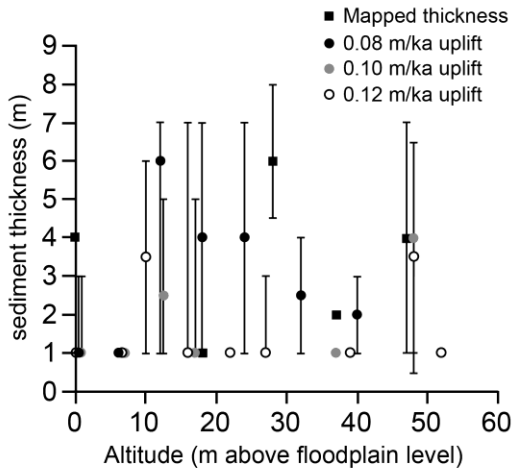 Mapped thickness
0.08 m/ka uplift
0.10 m/ka uplift
0.12 m/ka uplift
sediment thickness (m)
9
8
7
6
5
4
3
2
1
0
0 10 20 30 40 50 60
Altitude (m above floodplain level)